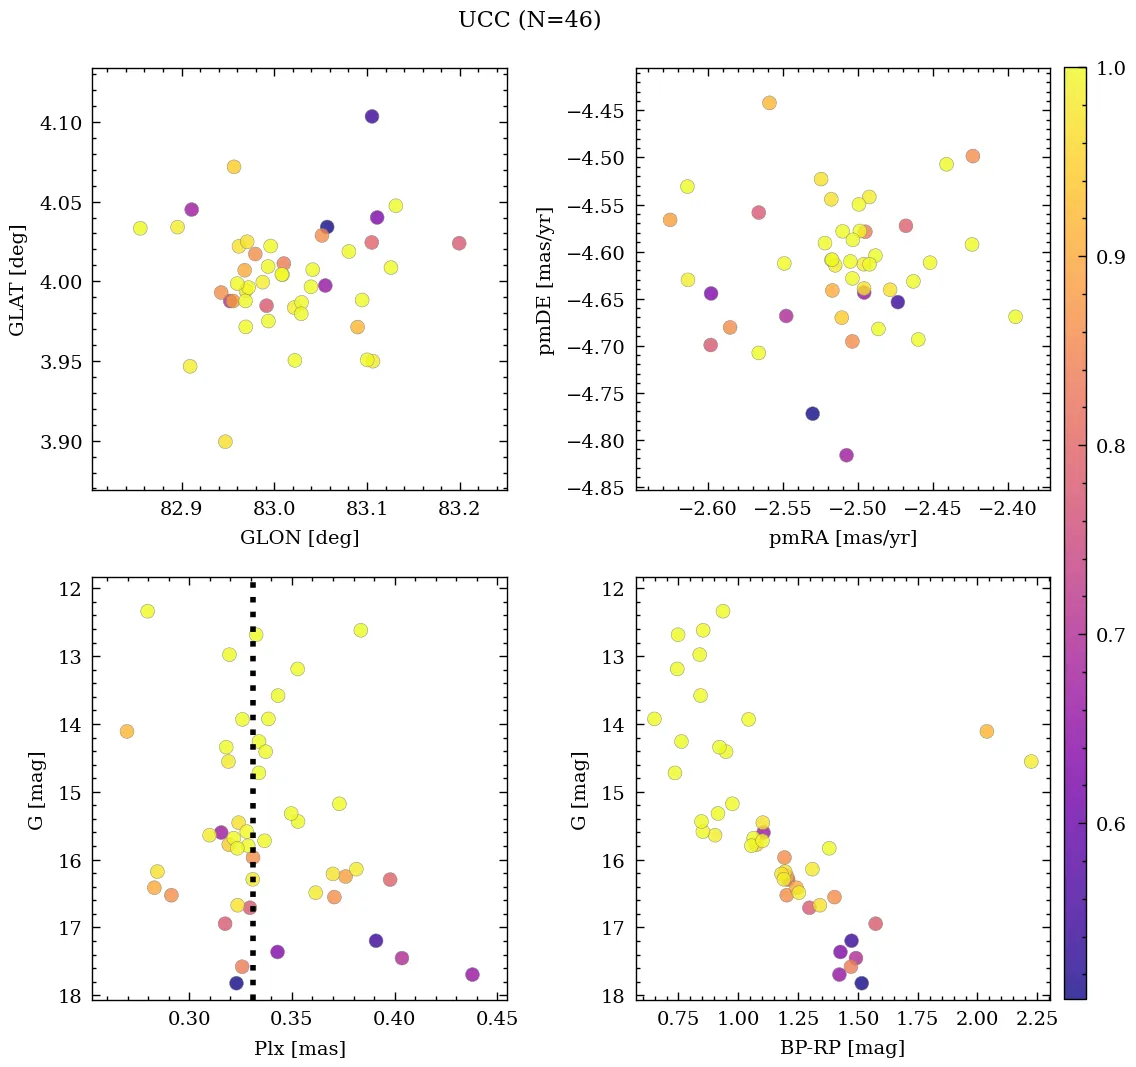 UCC (N=46)
4.10
4.05
4.00
3.95
3.90
GLAT [deg]
82.9 83.0 83.1 83.2
GLON [deg]
−4.45
−4.50
−4.55
−4.60
−4.65
−4.70
−4.75
−4.80
−4.85
pmDE [mas/yr]
−2.60 −2.55 −2.50 −2.45 −2.40
pmRA [mas/yr]
1.0
0.9
0.8
0.7
0.6
12
13
14
15
16
17
18
G [mag]
0.30 0.35 0.40 0.45
Plx [mas]
12
13
14
15
16
17
18
G [mag]
0.75 1.00 1.25 1.50 1.75 2.00 2.25
BP-RP [mag]